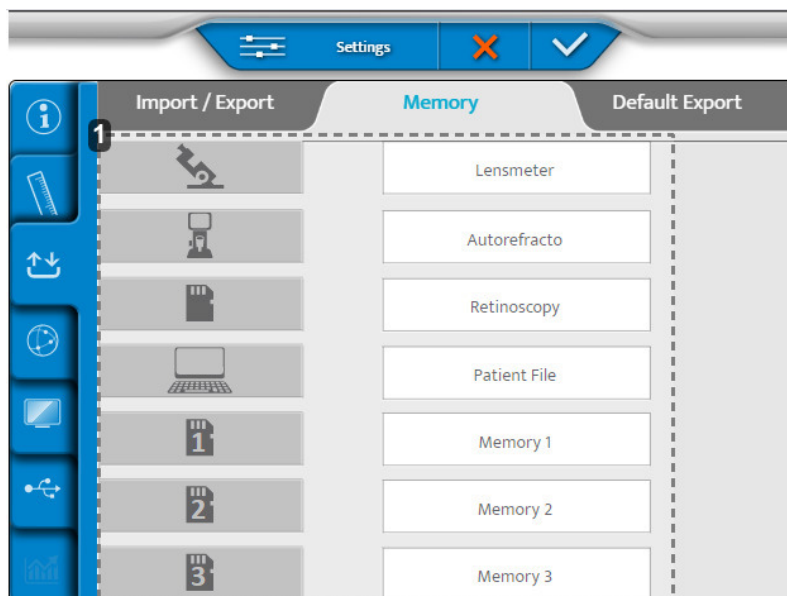 Settings
Import / Export
Memory
Default Export
1
Lensmeter
Autorefracto
Retinoscopy
Patient File
1
Memory 1
2
Memory 2
3
Memory 3